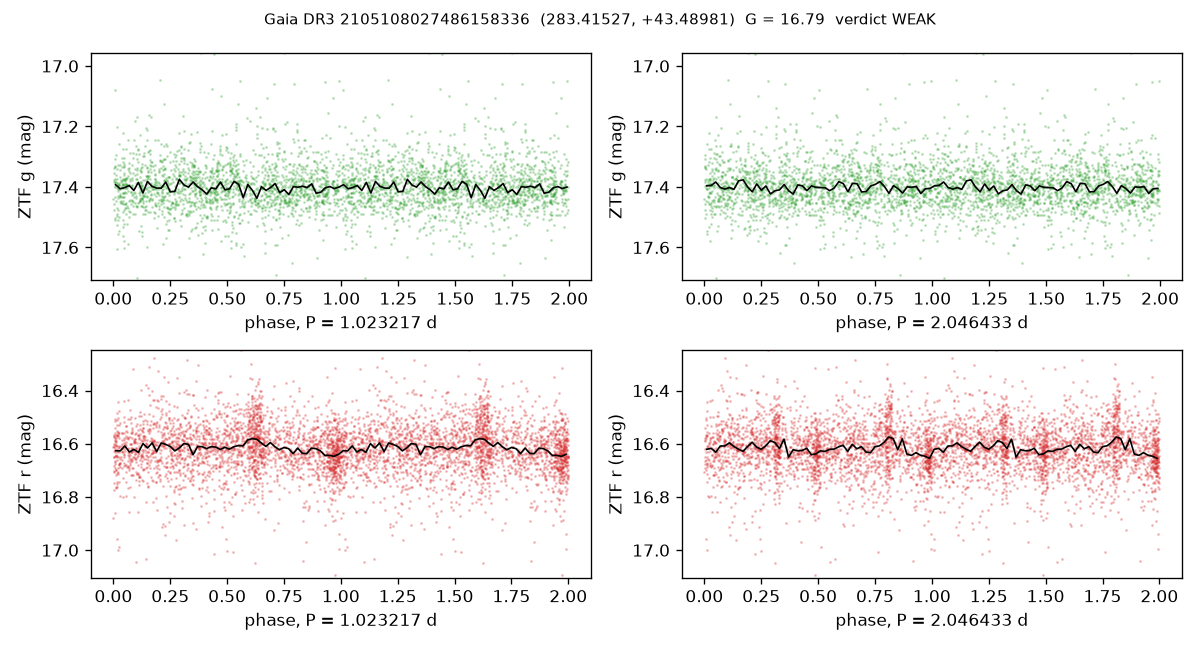 Gaia DR3 2105108027486158336  (283.41527, +43.48981)  G = 16.79  verdict WEAK
ZTF g (mag)
17.0
17.2
17.4
17.6
0.00 0.25 0.50 0.75 1.00 1.25 1.50 1.75 2.00
phase, P = 1.023217 d
ZTF g (mag)
17.0
17.2
17.4
17.6
0.00 0.25 0.50 0.75 1.00 1.25 1.50 1.75 2.00
phase, P = 2.046433 d
ZTF r (mag)
16.4
16.6
16.8
17.0
0.00 0.25 0.50 0.75 1.00 1.25 1.50 1.75 2.00
phase, P = 1.023217 d
ZTF r (mag)
16.4
16.6
16.8
17.0
0.00 0.25 0.50 0.75 1.00 1.25 1.50 1.75 2.00
phase, P = 2.046433 d